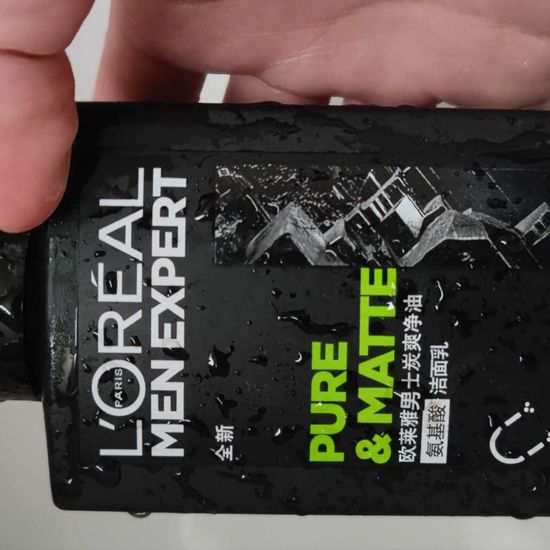 L'ORÉAL
PARIS
MEN EXPERT
全新
PURE
& MATTE
欧莱雅男士炭爽净油
氨基酸 洁面乳